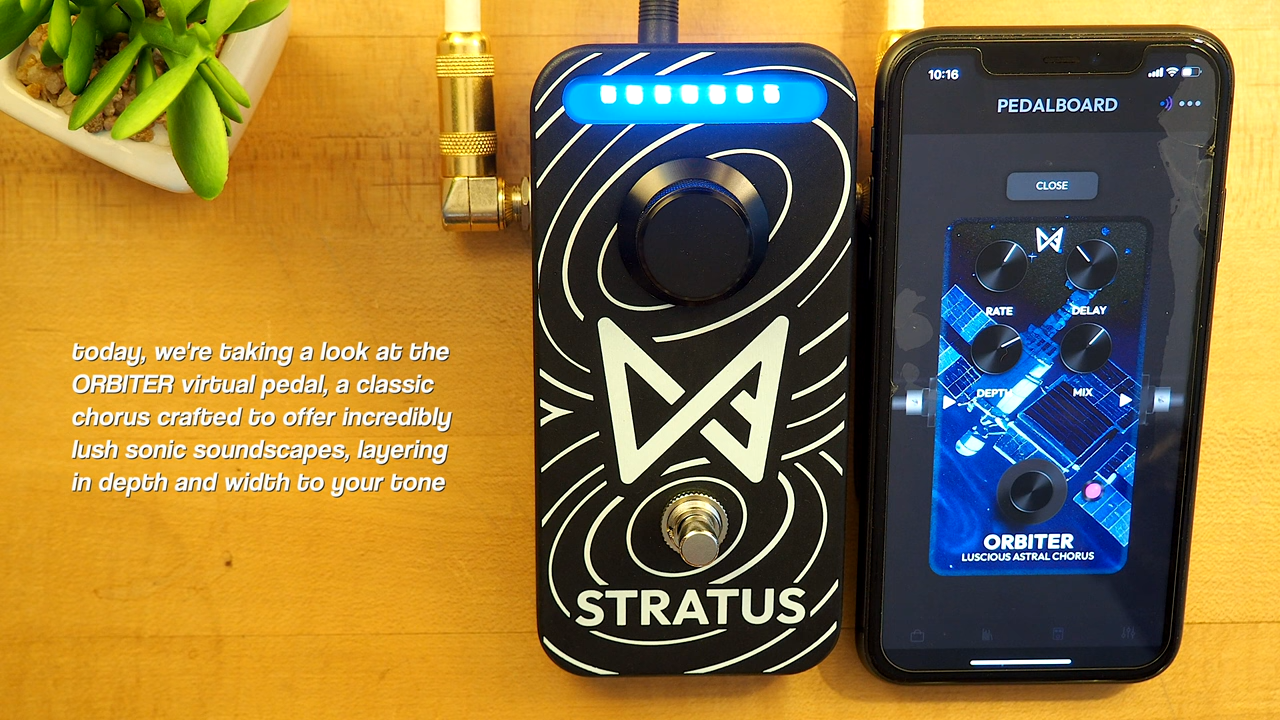 today, we're taking a look at the
ORBITER virtual pedal, a classic
chorus crafted to offer incredibly
lush sonic soundscapes, layering
in depth and width to your tone
STRATUS
10:16
PEDALBOARD
CLOSE
RATE DELAY
DEPTH MIX
ORBITER
LUSCIOUS ASTRAL CHORUS